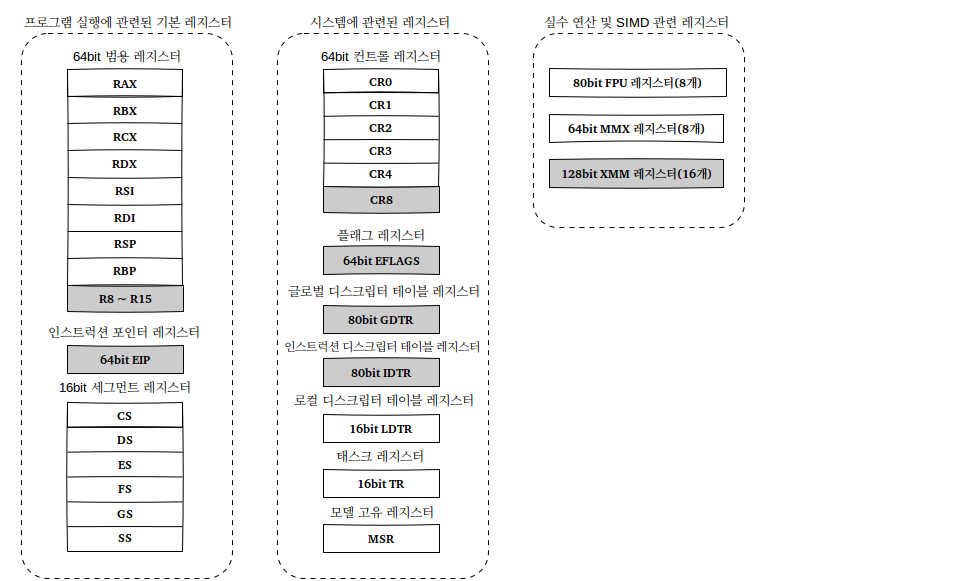 프로그램 실행에 관련된 기본 레지스터
64bit 범용 레지스터
RAX
RBX
RCX
RDX
RSI
RDI
RSP
RBP
R8 ~ R15
인스트럭션 포인터 레지스터
64bit EIP
16bit 세그먼트 레지스터
CS
DS
ES
FS
GS
SS
시스템에 관련된 레지스터
64bit 컨트롤 레지스터
CR0
CR1
CR2
CR3
CR4
CR8
플래그 레지스터
64bit EFLAGS
글로벌 디스크립터 테이블 레지스터
80bit GDTR
인스트럭션 디스크립터 테이블 레지스터
80bit IDTR
로컬 디스크립터 테이블 레지스터
16bit LDTR
태스크 레지스터
16bit TR
모델 고유 레지스터
MSR
실수 연산 및 SIMD 관련 레지스터
80bit FPU 레지스터(8개)
64bit MMX 레지스터(8개)
128bit XMM 레지스터(16개)